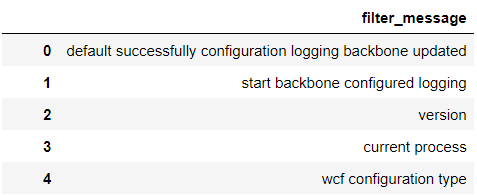 filter_message
0 default successfully configuration logging backbone updated
1 start backbone configured logging
2 version
3 current process
4 wcf configuration type